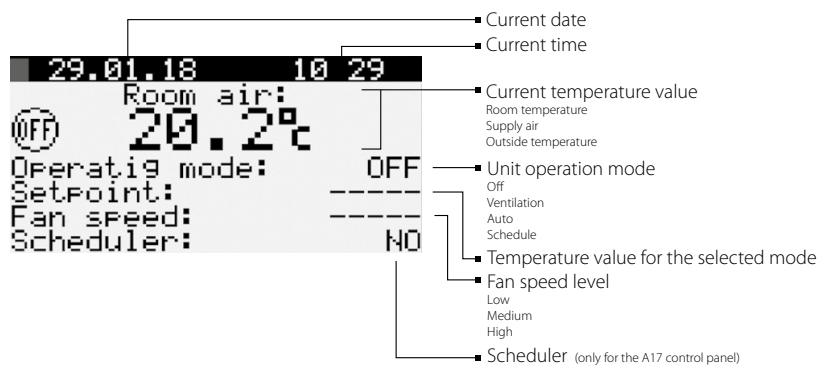 Current date
Current time
29.01.18 10 29
Room air:
OFF 20.2°c
Operatig mode: OFF
Setpoint: -----
Fan speed: -----
Scheduler: NO
Current temperature value
Room temperature
Supply air
Outside temperature
Unit operation mode
Off
Ventilation
Auto
Schedule
Temperature value for the selected mode
Fan speed level
Low
Medium
High
Scheduler (only for the A17 control panel)